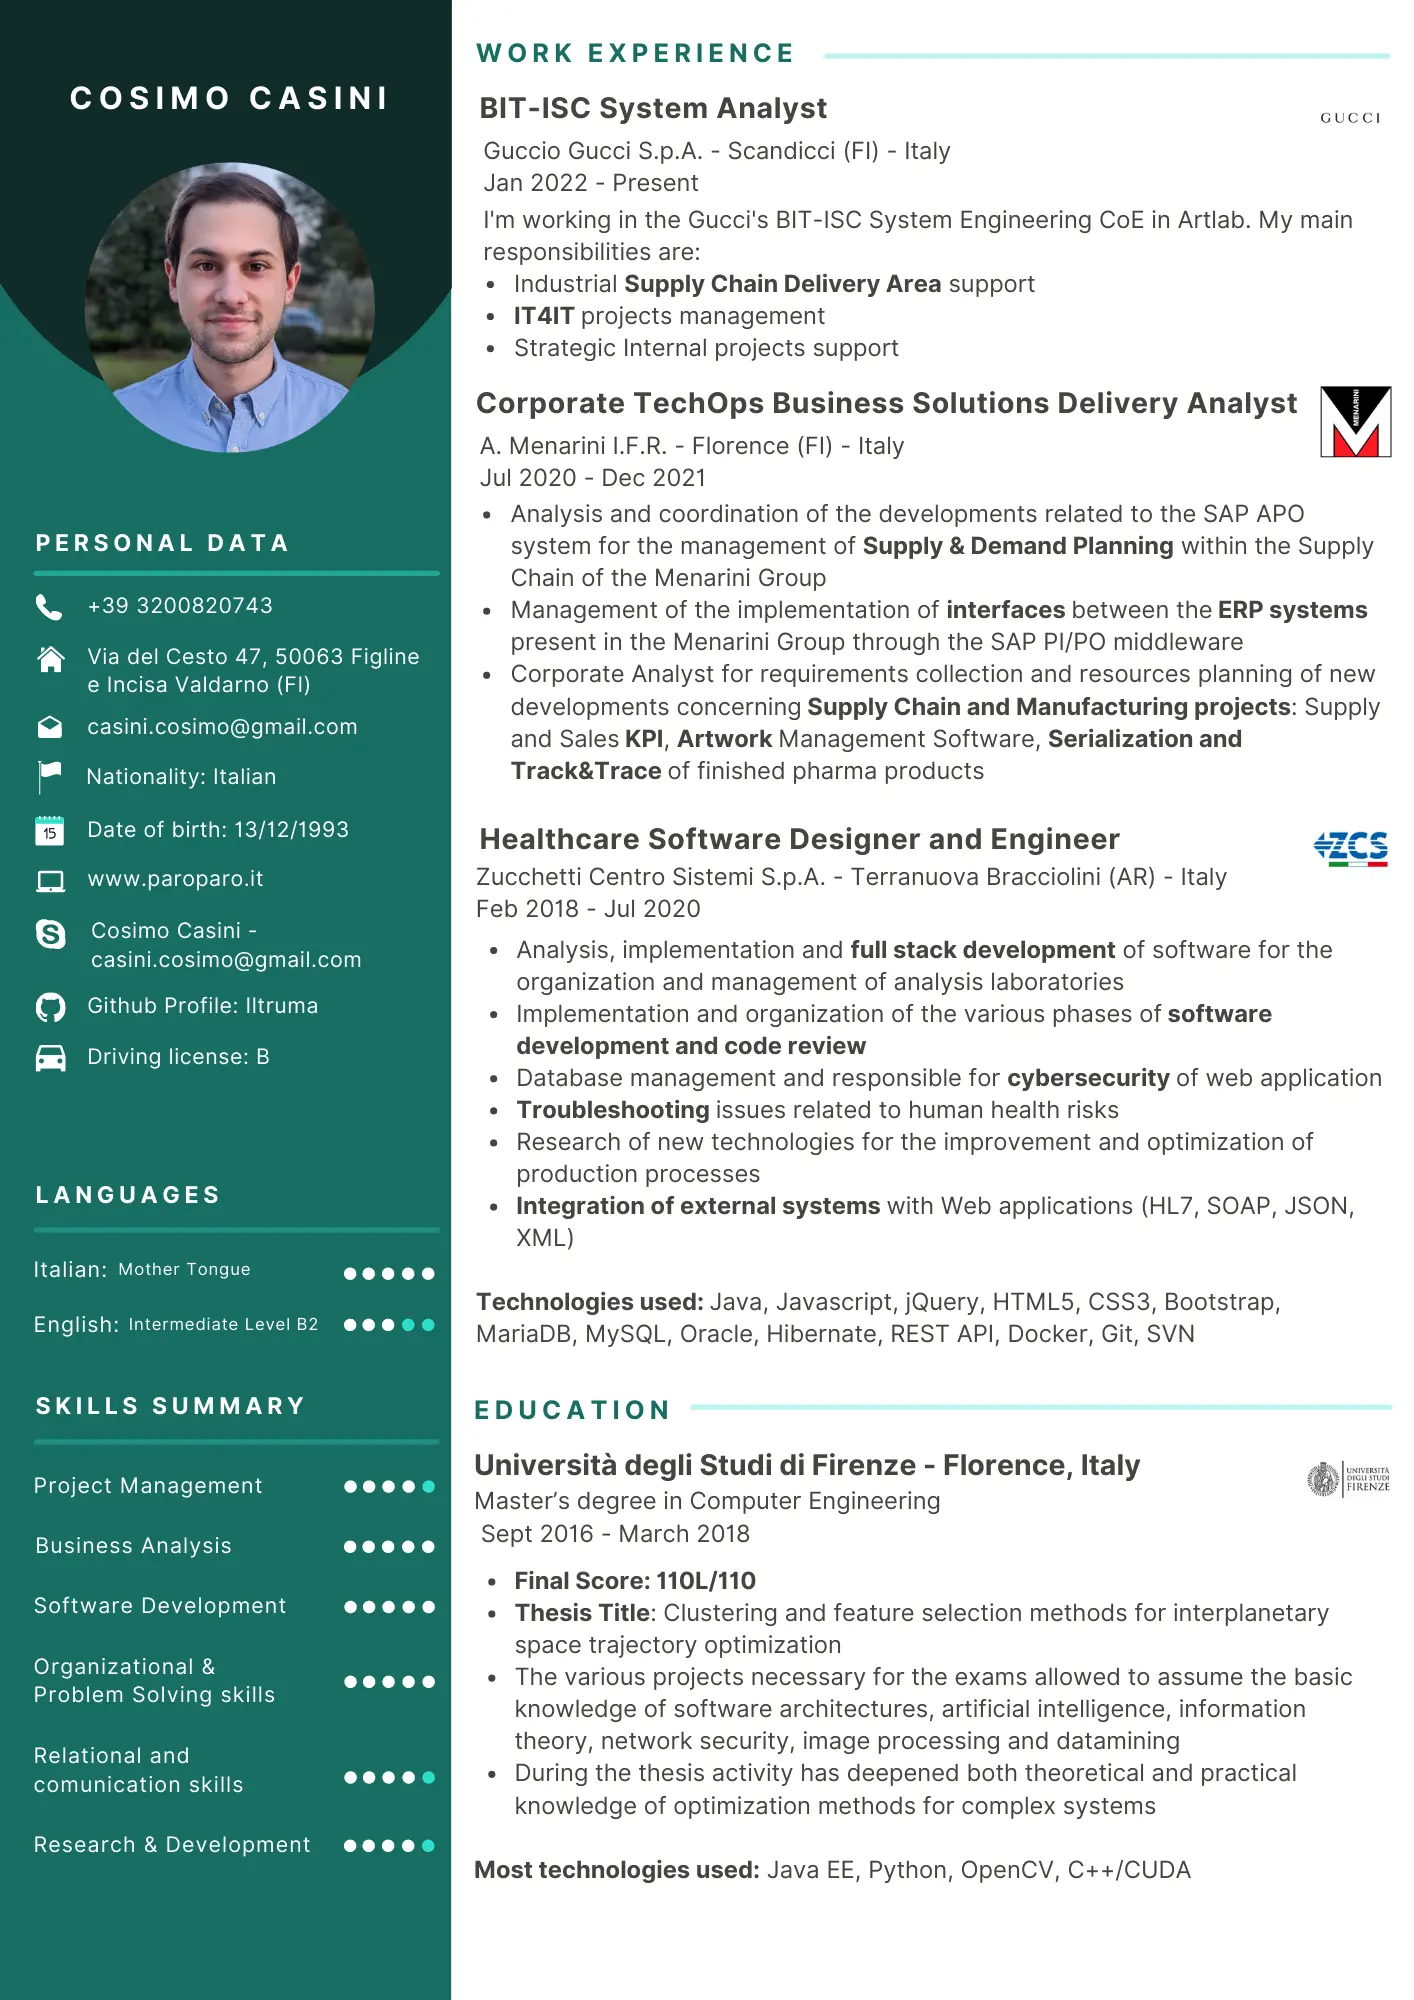 COSIMO CASINI
PERSONAL DATA
+39 3200820743
Via del Cesto 47, 50063 Figline
e Incisa Valdarno (FI)
casini.cosimo@gmail.com
Nationality: Italian
15
Date of birth: 13/12/1993
www.paroparo.it
Cosimo Casini -
casini.cosimo@gmail.com
Github Profile: Iltruma
Driving license: B
LANGUAGES
Italian: Mother Tongue
English: Intermediate Level B2
SKILLS SUMMARY
Project Management
Business Analysis
Software Development
Organizational &
Problem Solving skills
Relational and
comunication skills
Research & Development
WORK EXPERIENCE
BIT-ISC System Analyst
GUCCI
Guccio Gucci S.p.A. - Scandicci (FI) - Italy
Jan 2022 - Present
I'm working in the Gucci's BIT-ISC System Engineering CoE in Artlab. My main
responsibilities are:
• Industrial Supply Chain Delivery Area support
• IT4IT projects management
• Strategic Internal projects support
Corporate TechOps Business Solutions Delivery Analyst
MENARINI
A. Menarini I.F.R. - Florence (FI) - Italy
Jul 2020 - Dec 2021
• Analysis and coordination of the developments related to the SAP APO
system for the management of Supply & Demand Planning within the Supply
Chain of the Menarini Group
• Management of the implementation of interfaces between the ERP systems
present in the Menarini Group through the SAP PI/PO middleware
• Corporate Analyst for requirements collection and resources planning of new
developments concerning Supply Chain and Manufacturing projects: Supply
and Sales KPI, Artwork Management Software, Serialization and
Track&Trace of finished pharma products
Healthcare Software Designer and Engineer
ZCS
Zucchetti Centro Sistemi S.p.A. - Terranuova Bracciolini (AR) - Italy
Feb 2018 - Jul 2020
• Analysis, implementation and full stack development of software for the
organization and management of analysis laboratories
• Implementation and organization of the various phases of software
development and code review
• Database management and responsible for cybersecurity of web application
• Troubleshooting issues related to human health risks
• Research of new technologies for the improvement and optimization of
production processes
• Integration of external systems with Web applications (HL7, SOAP, JSON,
XML)
Technologies used: Java, Javascript, jQuery, HTML5, CSS3, Bootstrap,
MariaDB, MySQL, Oracle, Hibernate, REST API, Docker, Git, SVN
EDUCATION
Università degli Studi di Firenze - Florence, Italy
UNIVERSITÀ
DEGLI STUDI
FIRENZE
Master’s degree in Computer Engineering
Sept 2016 - March 2018
• Final Score: 110L/110
• Thesis Title: Clustering and feature selection methods for interplanetary
space trajectory optimization
• The various projects necessary for the exams allowed to assume the basic
knowledge of software architectures, artificial intelligence, information
theory, network security, image processing and datamining
• During the thesis activity has deepened both theoretical and practical
knowledge of optimization methods for complex systems
Most technologies used: Java EE, Python, OpenCV, C++/CUDA